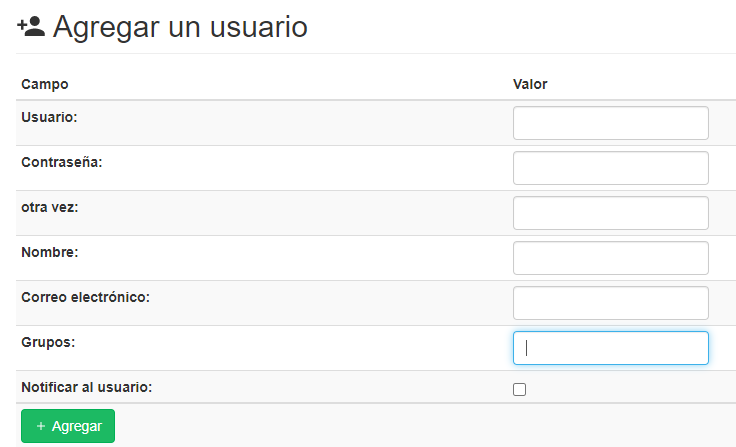 Agregar un usuario
Campo Valor
Usuario:
Contraseña:
otra vez:
Nombre:
Correo electrónico:
Grupos:
Notificar al usuario:
+ Agregar